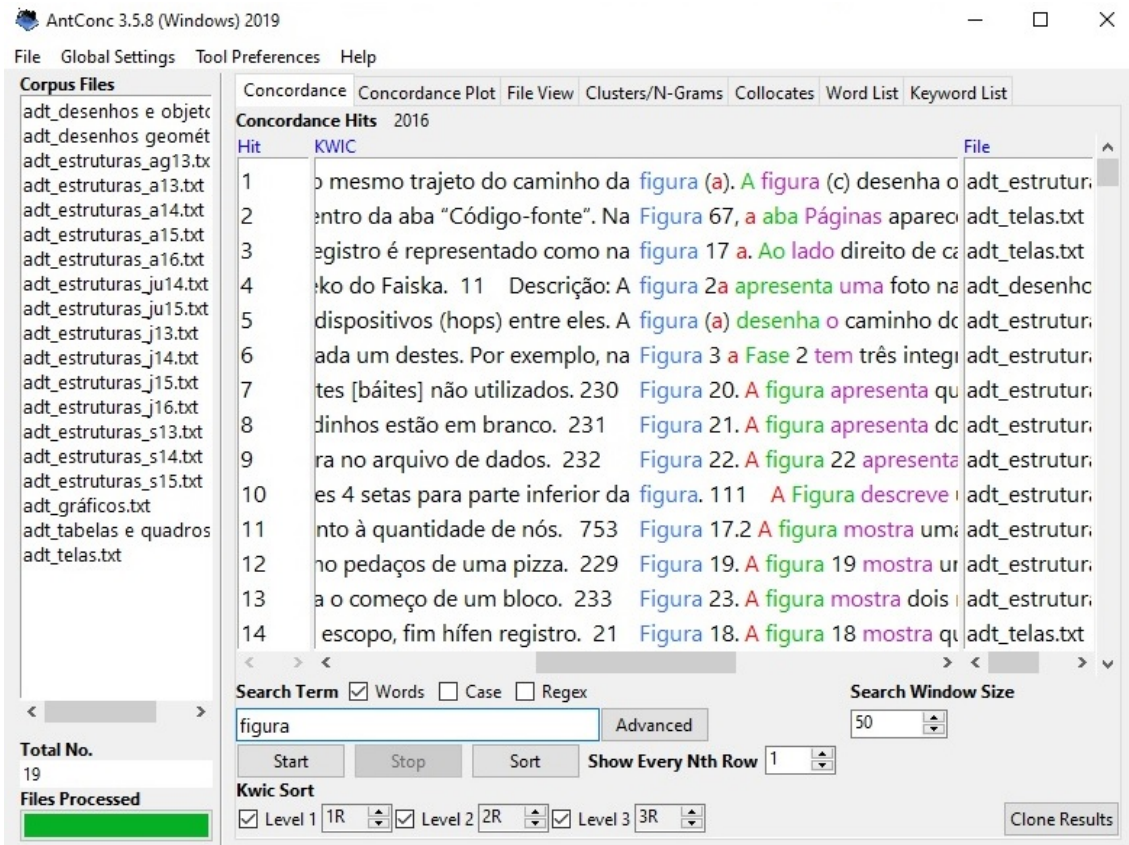 AntConc 3.5.8 (Windows) 2019
File Global Settings Tool Preferences Help
Corpus Files
adt_desenhos e objeto
adt_desenhos geomét
adt_estruturas_ag13.tx
adt_estruturas_a13.txt
adt_estruturas_a14.txt
adt_estruturas_a15.txt
adt_estruturas_a16.txt
adt_estruturas_ju14.txt
adt_estruturas_ju15.txt
adt_estruturas_j13.txt
adt_estruturas_j14.txt
adt_estruturas_j15.txt
adt_estruturas_j16.txt
adt_estruturas_s13.txt
adt_estruturas_s14.txt
adt_estruturas_s15.txt
adt_gráficos.txt
adt_tabelas e quadros
adt_telas.txt
Total No.
19
Files Processed
Concordance Concordance Plot File View Clusters/N-Grams Collocates Word List Keyword List
Concordance Hits 2016
Hit KWIC File
1 o mesmo trajeto do caminho da figura (a). A figura (c) desenha o adt_estrutur
2 entro da aba “Código-fonte”. Na Figura 67, a aba Páginas aparec adt_telas.txt
3 egistro é representado como na figura 17 a. Ao lado direito de ca adt_telas.txt
4 eko do Faiska. 11 Descrição: A figura 2a apresenta uma foto na adt_desenho
5 dispositivos (hops) entre eles. A figura (a) desenha o caminho do adt_estrutur
6 ada um destes. Por exemplo, na Figura 3 a Fase 2 tem três integr adt_estrutur
7 tes [báites] não utilizados. 230 Figura 20. A figura apresenta qu adt_estrutur
8 dinhos estão em branco. 231 Figura 21. A figura apresenta do adt_estrutur
9 ra no arquivo de dados. 232 Figura 22. A figura 22 apresenta adt_estrutur
10 es 4 setas para parte inferior da figura. 111 A Figura descreve adt_estrutur
11 nto à quantidade de nós. 753 Figura 17.2 A figura mostra uma adt_estrutur
12 no pedaços de uma pizza. 229 Figura 19. A figura 19 mostra ur adt_estrutur
13 a o começo de um bloco. 233 Figura 23. A figura mostra dois adt_estrutur
14 escopo, fim hífen registro. 21 Figura 18. A figura 18 mostra qu adt_telas.txt
Search Term Words Case Regex Search Window Size
figura Advanced 50
Start Stop Sort Show Every Nth Row 1
Kwic Sort
Level 1 1R Level 2 2R Level 3 3R Clone Results